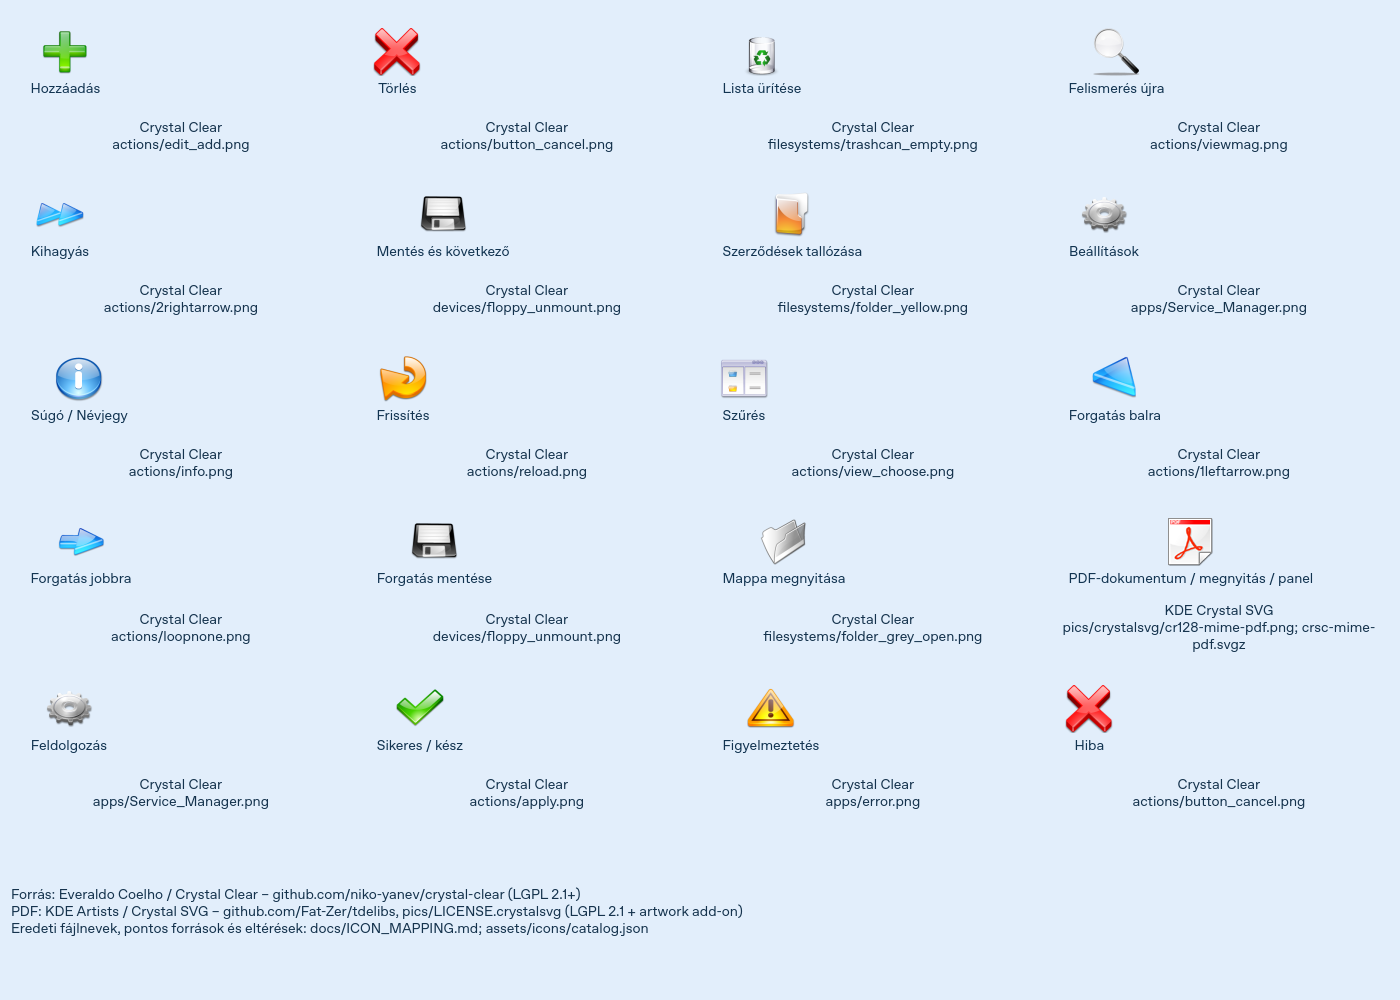 Hozzáadás
Törlés
Lista ürítése
Felismerés újra
Crystal Clear
actions/edit_add.png
Crystal Clear
actions/button_cancel.png
Crystal Clear
filesystems/trashcan_empty.png
Crystal Clear
actions/viewmag.png
Kihagyás
Mentés és következő
Szerződések tallózása
Beállítások
Crystal Clear
actions/2rightarrow.png
Crystal Clear
devices/floppy_unmount.png
Crystal Clear
filesystems/folder_yellow.png
Crystal Clear
apps/Service_Manager.png
Súgó / Névjegy
Frissítés
Szűrés
Forgatás balra
Crystal Clear
actions/info.png
Crystal Clear
actions/reload.png
Crystal Clear
actions/view_choose.png
Crystal Clear
actions/1leftarrow.png
Forgatás jobbra
Forgatás mentése
Mappa megnyitása
PDF-dokumentum / megnyitás / panel
Crystal Clear
actions/loopnone.png
Crystal Clear
devices/floppy_unmount.png
Crystal Clear
filesystems/folder_grey_open.png
KDE Crystal SVG
pics/crystalsvg/cr128-mime-pdf.png; crsc-mime-
pdf.svgz
Feldolgozás
Sikeres / kész
Figyelmeztetés
Hiba
Crystal Clear
apps/Service_Manager.png
Crystal Clear
actions/apply.png
Crystal Clear
apps/error.png
Crystal Clear
actions/button_cancel.png
Forrás: Everaldo Coelho / Crystal Clear – github.com/niko-yanev/crystal-clear (LGPL 2.1+)
PDF: KDE Artists / Crystal SVG – github.com/Fat-Zer/tdelibs, pics/LICENSE.crystalsvg (LGPL 2.1 + artwork add-on)
Eredeti fájlnevek, pontos források és eltérések: docs/ICON_MAPPING.md; assets/icons/catalog.json